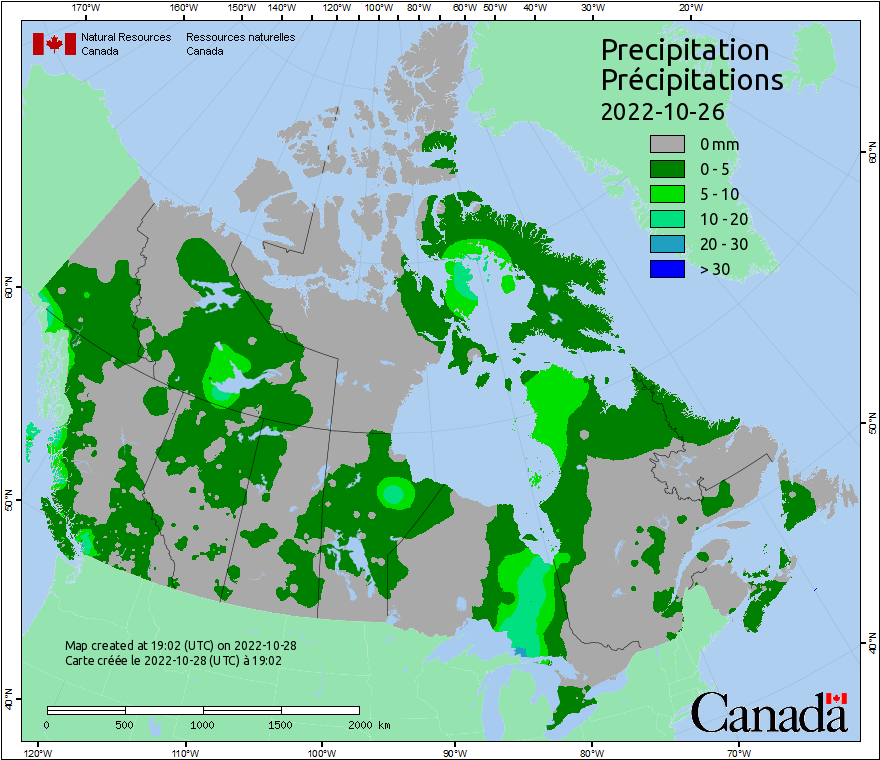 170°W 160°W 150°W 140°W 130°W 120°W 110°W 100°W 90°W 80°W 70°W 60°W 50°W 40°W 30°W 20°W
Natural Resources Ressources naturelles
Canada Canada
Precipitation
Précipitations
2022-10-26
0 mm
0 - 5
5 - 10
10 - 20
20 - 30
> 30
60°N
60°N
50°N
50°N
40°N
40°N
Map created at 19:02 (UTC) on 2022-10-28
Carte créée le 2022-10-28 (UTC) à 19:02
0 500 1000 1500 2000 km
Canada
120°W 110°W 100°W 90°W 80°W 70°W